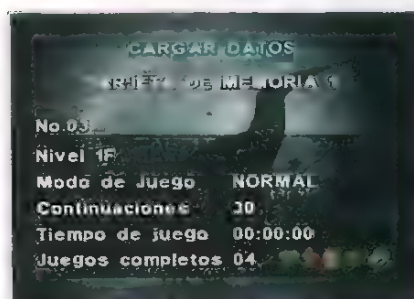 CARGAR DATOS
MEMORIA
No.03
Nivel 1F
Modo de Juego NORMAL
Continuaciones 30
Tiempo de juego 00:00:00
Juegos completos 04